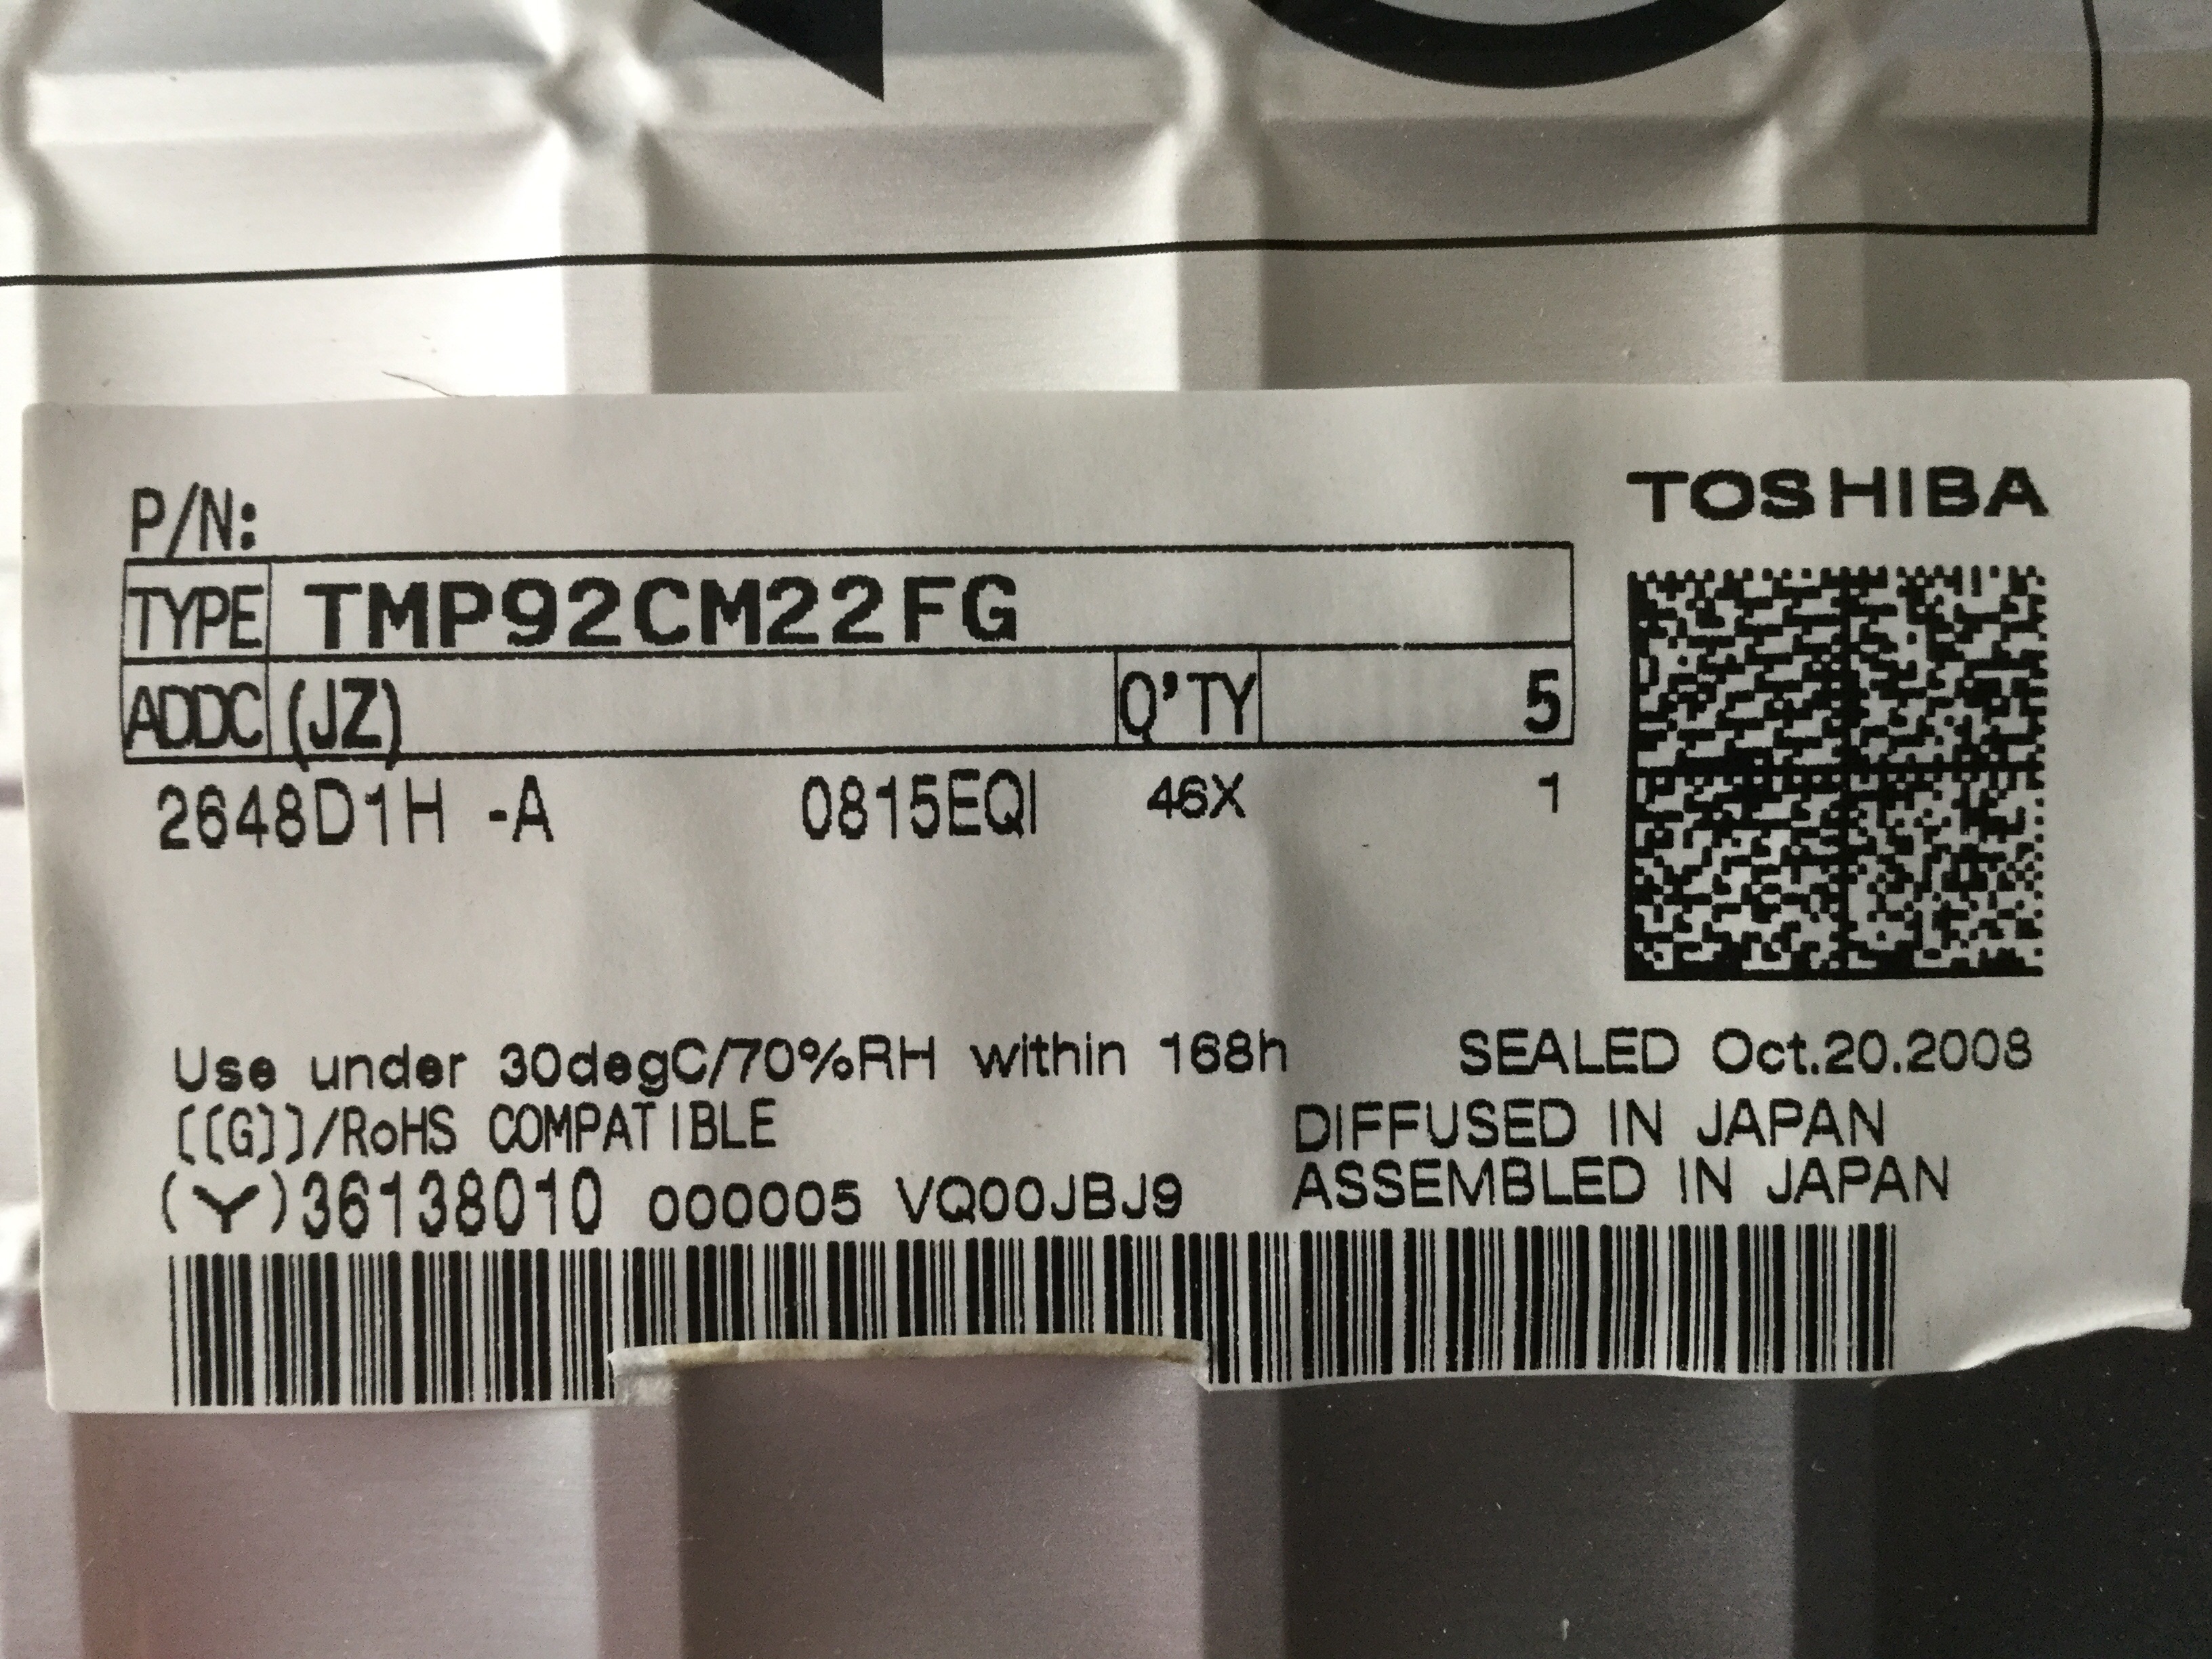 TOSHIBA
P/N:
TYPE TMP92CM22FG
ADDC (JZ) Q'TY 5
2648D1H -A 0815EQI 46X 1
Use under 30degC/70%RH within 168h SEALED Oct.20.2008
[[G]]/RoHS COMPATIBLE DIFFUSED IN JAPAN
(Y)36138010 000005 VQ00JBJ9 ASSEMBLED IN JAPAN